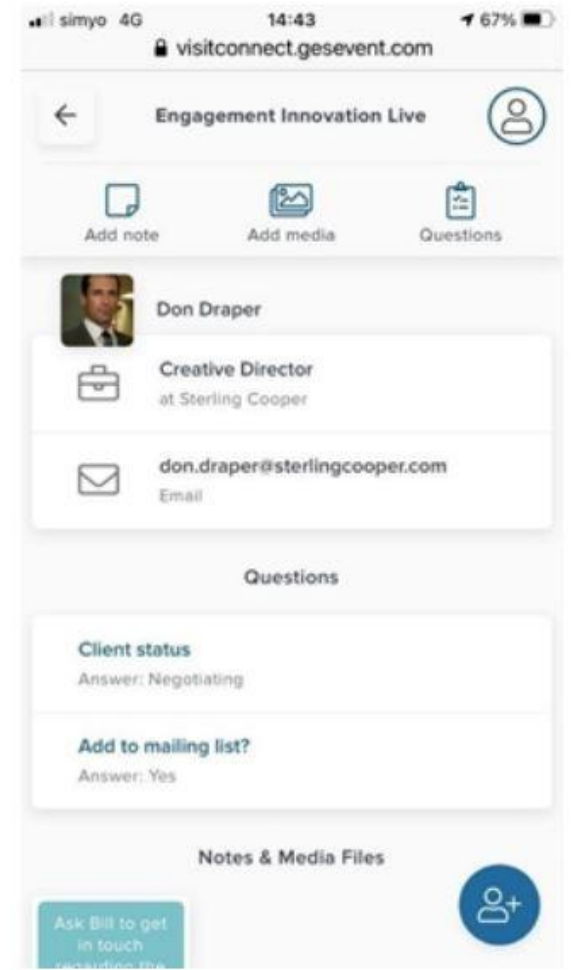 simyo 4G 14:43 67%
visitconnect.gesevent.com
Engagement Innovation Live
Add note Add media Questions
Don Draper
Creative Director
at Sterling Cooper
don.draper@sterlingcooper.com
Email
Questions
Client status
Answer: Negotiating
Add to mailing list?
Answer: Yes
Notes & Media Files
Ask Bill to get
in touch
regarding the